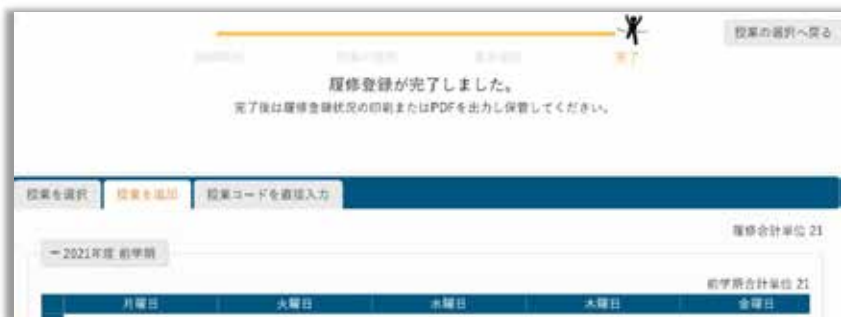 授業の選択へ戻る
完了
履修登録が完了しました。
完了後は履修登録状況の印刷またはPDFを出力し保管してください。
授業を選択 授業を追加 授業コードを直接入力
履修合計単位 21
ー 2021年度 前学期
前学期合計単位 21
月曜日 火曜日 水曜日 木曜日 金曜日